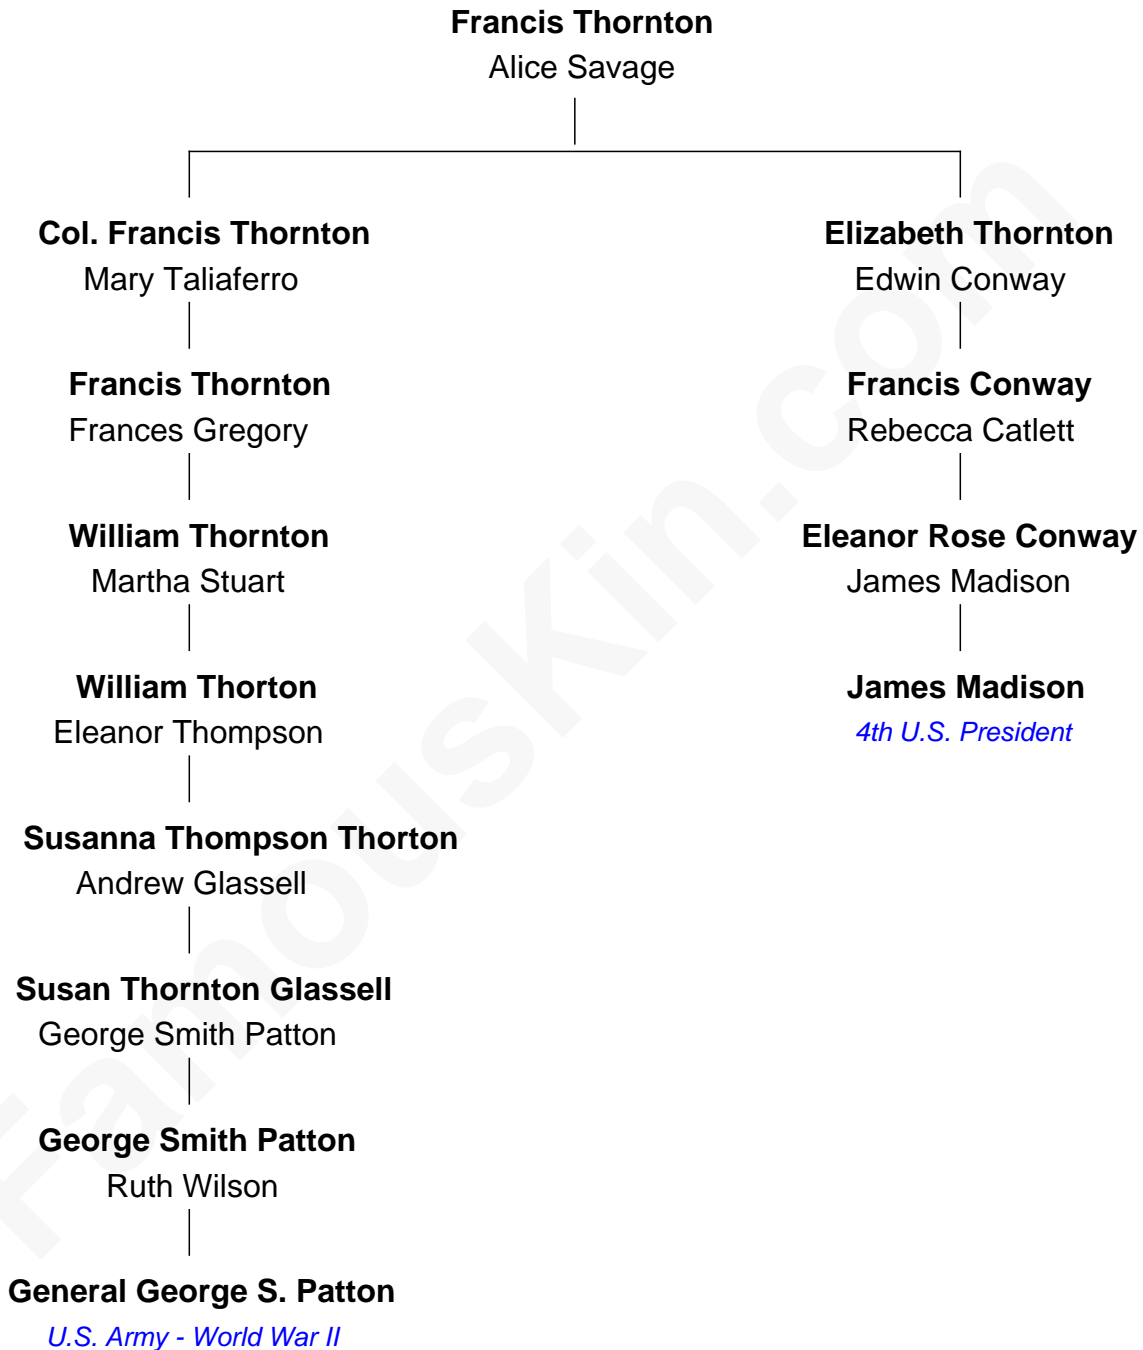 Francis Thornton
Alice Savage
Col. Francis Thornton
Mary Taliaferro
Francis Thornton
Frances Gregory
William Thornton
Martha Stuart
William Thorton
Eleanor Thompson
Susanna Thompson Thorton
Andrew Glassell
Susan Thornton Glassell
George Smith Patton
George Smith Patton
Ruth Wilson
General George S. Patton
U.S. Army - World War II
Elizabeth Thornton
Edwin Conway
Francis Conway
Rebecca Catlett
Eleanor Rose Conway
James Madison
James Madison
4th U.S. President
FamousKin.com